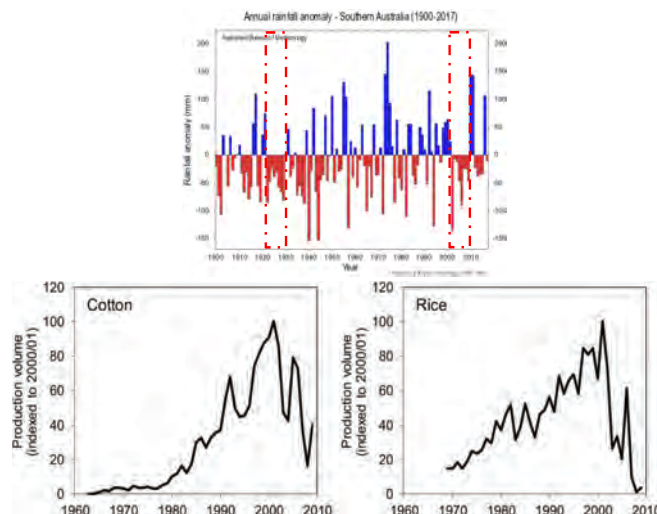 Annual rainfall anomaly - Southern Australia (1900-2017)
Australian Bureau of Meteorology
Rainfall anomaly (mm)
200
150
100
50
0
-50
-100
-150
200
150
100
50
0
-50
-100
-150
1900 1910 1920 1930 1940 1950 1960 1970 1980 1990 2000 2010
Year
Cotton
Production volume
(indexed to 2000/01)
120
100
80
60
40
20
0
1960 1970 1980 1990 2000 2010
Rice
Production volume
(indexed to 2000/01)
120
100
80
60
40
20
0
1960 1970 1980 1990 2000 2010